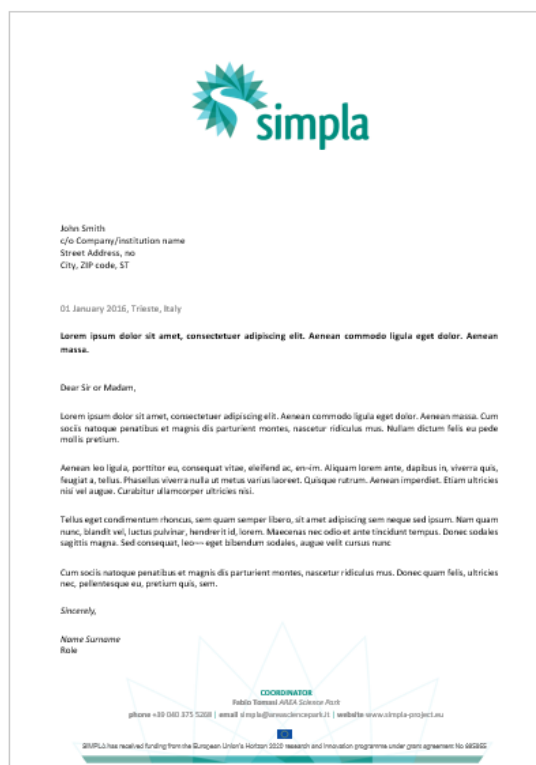 simpla
John Smith
c/o Company/institution name
Street Address, no
City, ZIP code, ST
01 January 2016, Trieste, Italy
Lorem ipsum dolor sit amet, consectetuer adipiscing elit. Aenean commodo ligula eget dolor. Aenean
massa.
Dear Sir or Madam,
Lorem ipsum dolor sit amet, consectetuer adipiscing elit. Aenean commodo ligula eget dolor. Aenean massa. Cum
sociis natoque penatibus et magnis dis parturient montes, nascetur ridiculus mus. Nullam dictum felis eu pede
mollis pretium.
Aenean leo ligula, porttitor eu, consequat vitae, eleifend ac, en-im. Aliquam lorem ante, dapibus in, viverra quis,
feugiat a, tellus. Phasellus viverra nulla ut metus varius laoreet. Quisque rutrum. Aenean imperdiet. Etiam ultricies
nisi vel augue. Curabitur ullamcorper ultricies nisi.
Tellus eget condimentum rhoncus, sem quam semper libero, sit amet adipiscing sem neque sed ipsum. Nam quam
nunc, blandit vel, luctus pulvinar, hendrerit id, lorem. Maecenas nec odio et ante tincidunt tempus. Donec sodales
sagittis magna. Sed consequat, leo--- eget bibendum sodales, augue velit cursus nunc
Cum sociis natoque penatibus et magnis dis parturient montes, nascetur ridiculus mus. Donec quam felis, ultricies
nec, pellentesque eu, pretium quis, sem.
Sincerely,
Name Surname
Role
COORDINATOR
Fabio Tomasi AREA Science Park
phone +39 040 375 5268 | email simpla@areasciencepark.it | website www.simpla-project.eu
SIMPLA has received funding from the European Union's Horizon 2020 research and innovation programme under grant agreement No